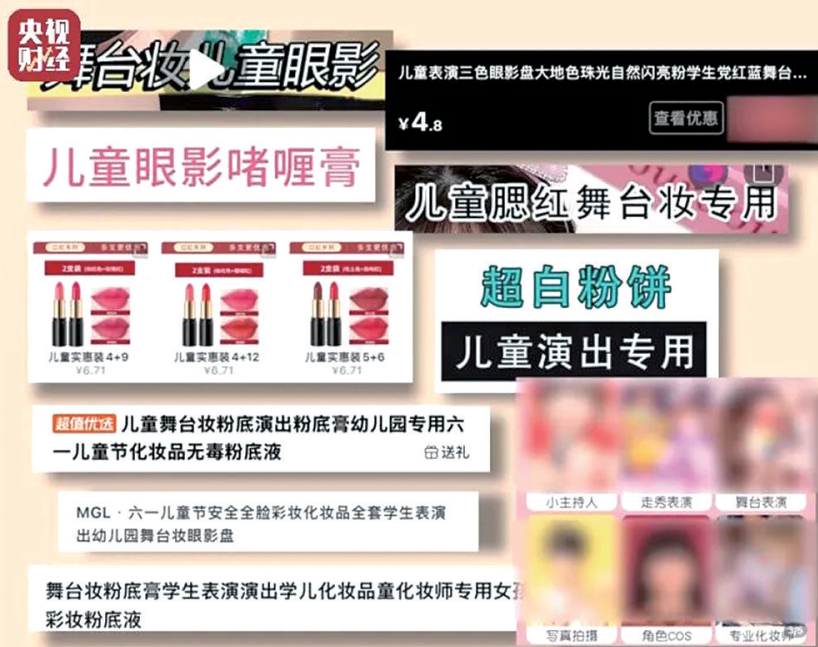 央视
财经
舞台妆儿童眼影
儿童表演三色眼影盘大地色珠光自然闪亮粉学生党红蓝舞台...
¥4.8
查看优惠
儿童眼影啫喱膏
儿童腮红舞台妆专用
2支装
2支装
2支装
儿童实惠装4+9
儿童实惠装4+12
儿童实惠装5+6
¥6.71
¥6.71
¥6.71
超白粉饼
儿童演出专用
超值优选 儿童舞台妆粉底演出粉底膏幼儿园专用六
一儿童节化妆品无毒粉底液
送礼
MGL · 六一儿童节安全全脸彩妆化妆品全套学生表演
出幼儿园舞台妆眼影盘
舞台妆粉底膏学生表演演出学儿化妆品童化妆师专用女孩
彩妆粉底液
小主持人
走秀表演
舞台表演
写真拍摄
角色COS
专业化妆师